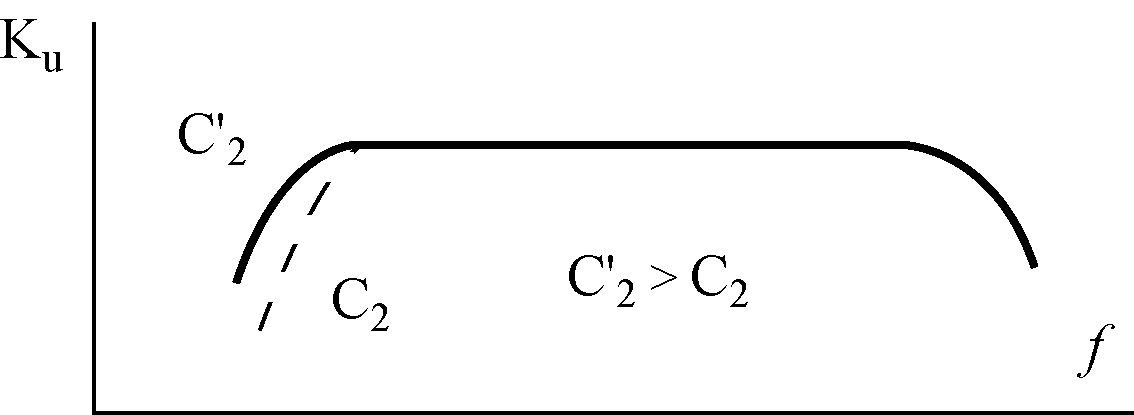 Kᵤ
C'₂
C'₂ > C₂
C₂
f